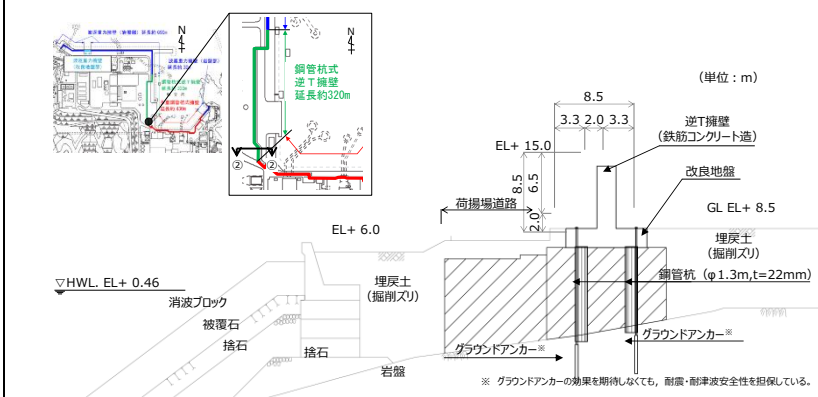 N
鋼管杭式
逆T擁壁
延長約320m
N
②
②
(単位：m)
8.5
3.3
2.0
3.3
逆T擁壁
(鉄筋コンクリート造)
EL+ 15.0
改良地盤
8.5
6.5
荷揚場道路
2.0
GL EL+ 8.5
EL+ 6.0
埋戻土
(掘削ズリ)
埋戻土
(掘削ズリ)
鋼管杭（φ1.3m,t=22mm）
▽HWL. EL+ 0.46
消波ブロック
被覆石
捨石
捨石
岩盤
グラウンドアンカー※
グラウンドアンカー※
※ グラウンドアンカーの効果を期待しなくても，耐震・耐津波安全性を担保している。